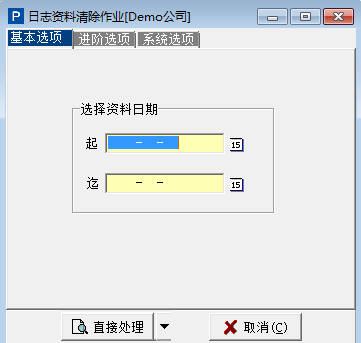 P 日志资料清除作业[Demo公司]
基本选项 进阶选项 系统选项
选择资料日期
起 - - 15
迄 - - 15
直接处理 取消(C)